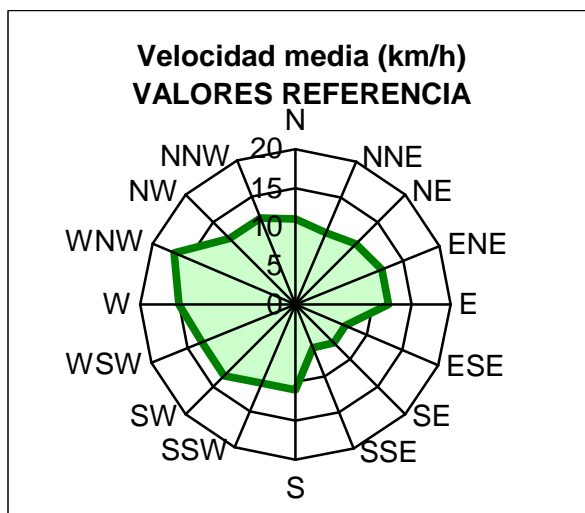 Velocidad media (km/h)
VALORES REFERENCIA
N
NNW
20
NNE
NW
15
NE
WNW
10
ENE
5
W
0
E
WSW
ESE
SW
SE
SSW
SSE
S